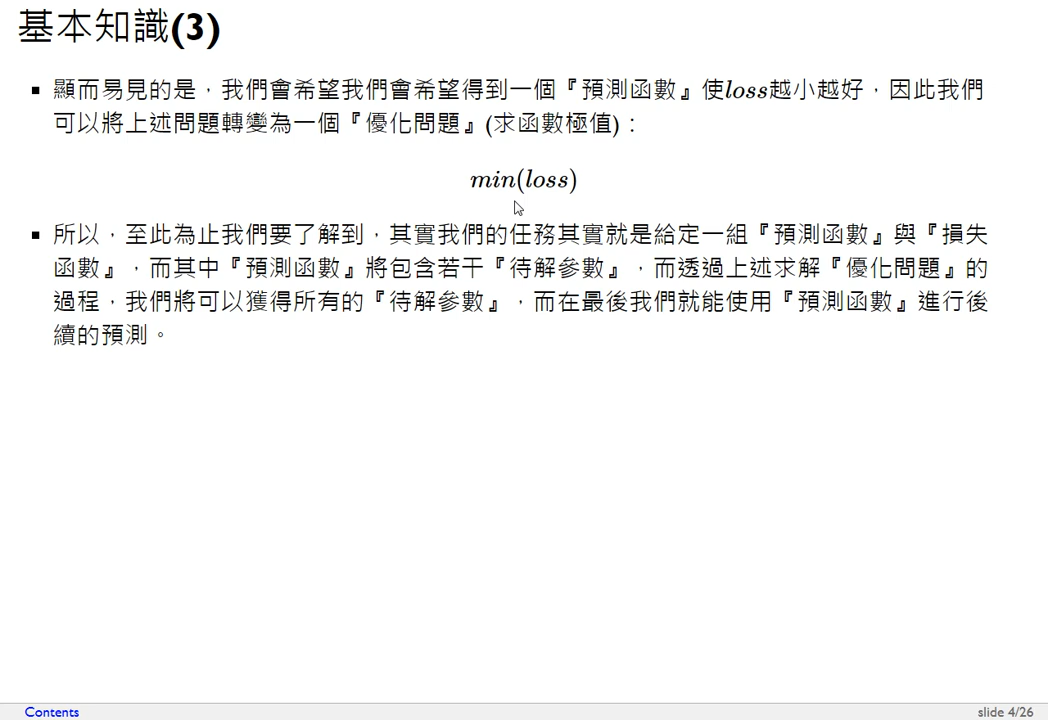 基本知識(3)
顯而易見的是，我們會希望我們會希望得到一個『預測函數』使loss越小越好，因此我們
可以將上述問題轉變為一個『優化問題』(求函數極值)：
min(loss)
所以，至此為止我們要了解到，其實我們的任務其實就是給定一組『預測函數』與『損失
函數』，而其中『預測函數』將包含若干『待解參數』，而透過上述求解『優化問題』的
過程，我們將可以獲得所有的『待解參數』，而在最後我們就能使用『預測函數』進行後
續的預測。
Contents
slide 4/26